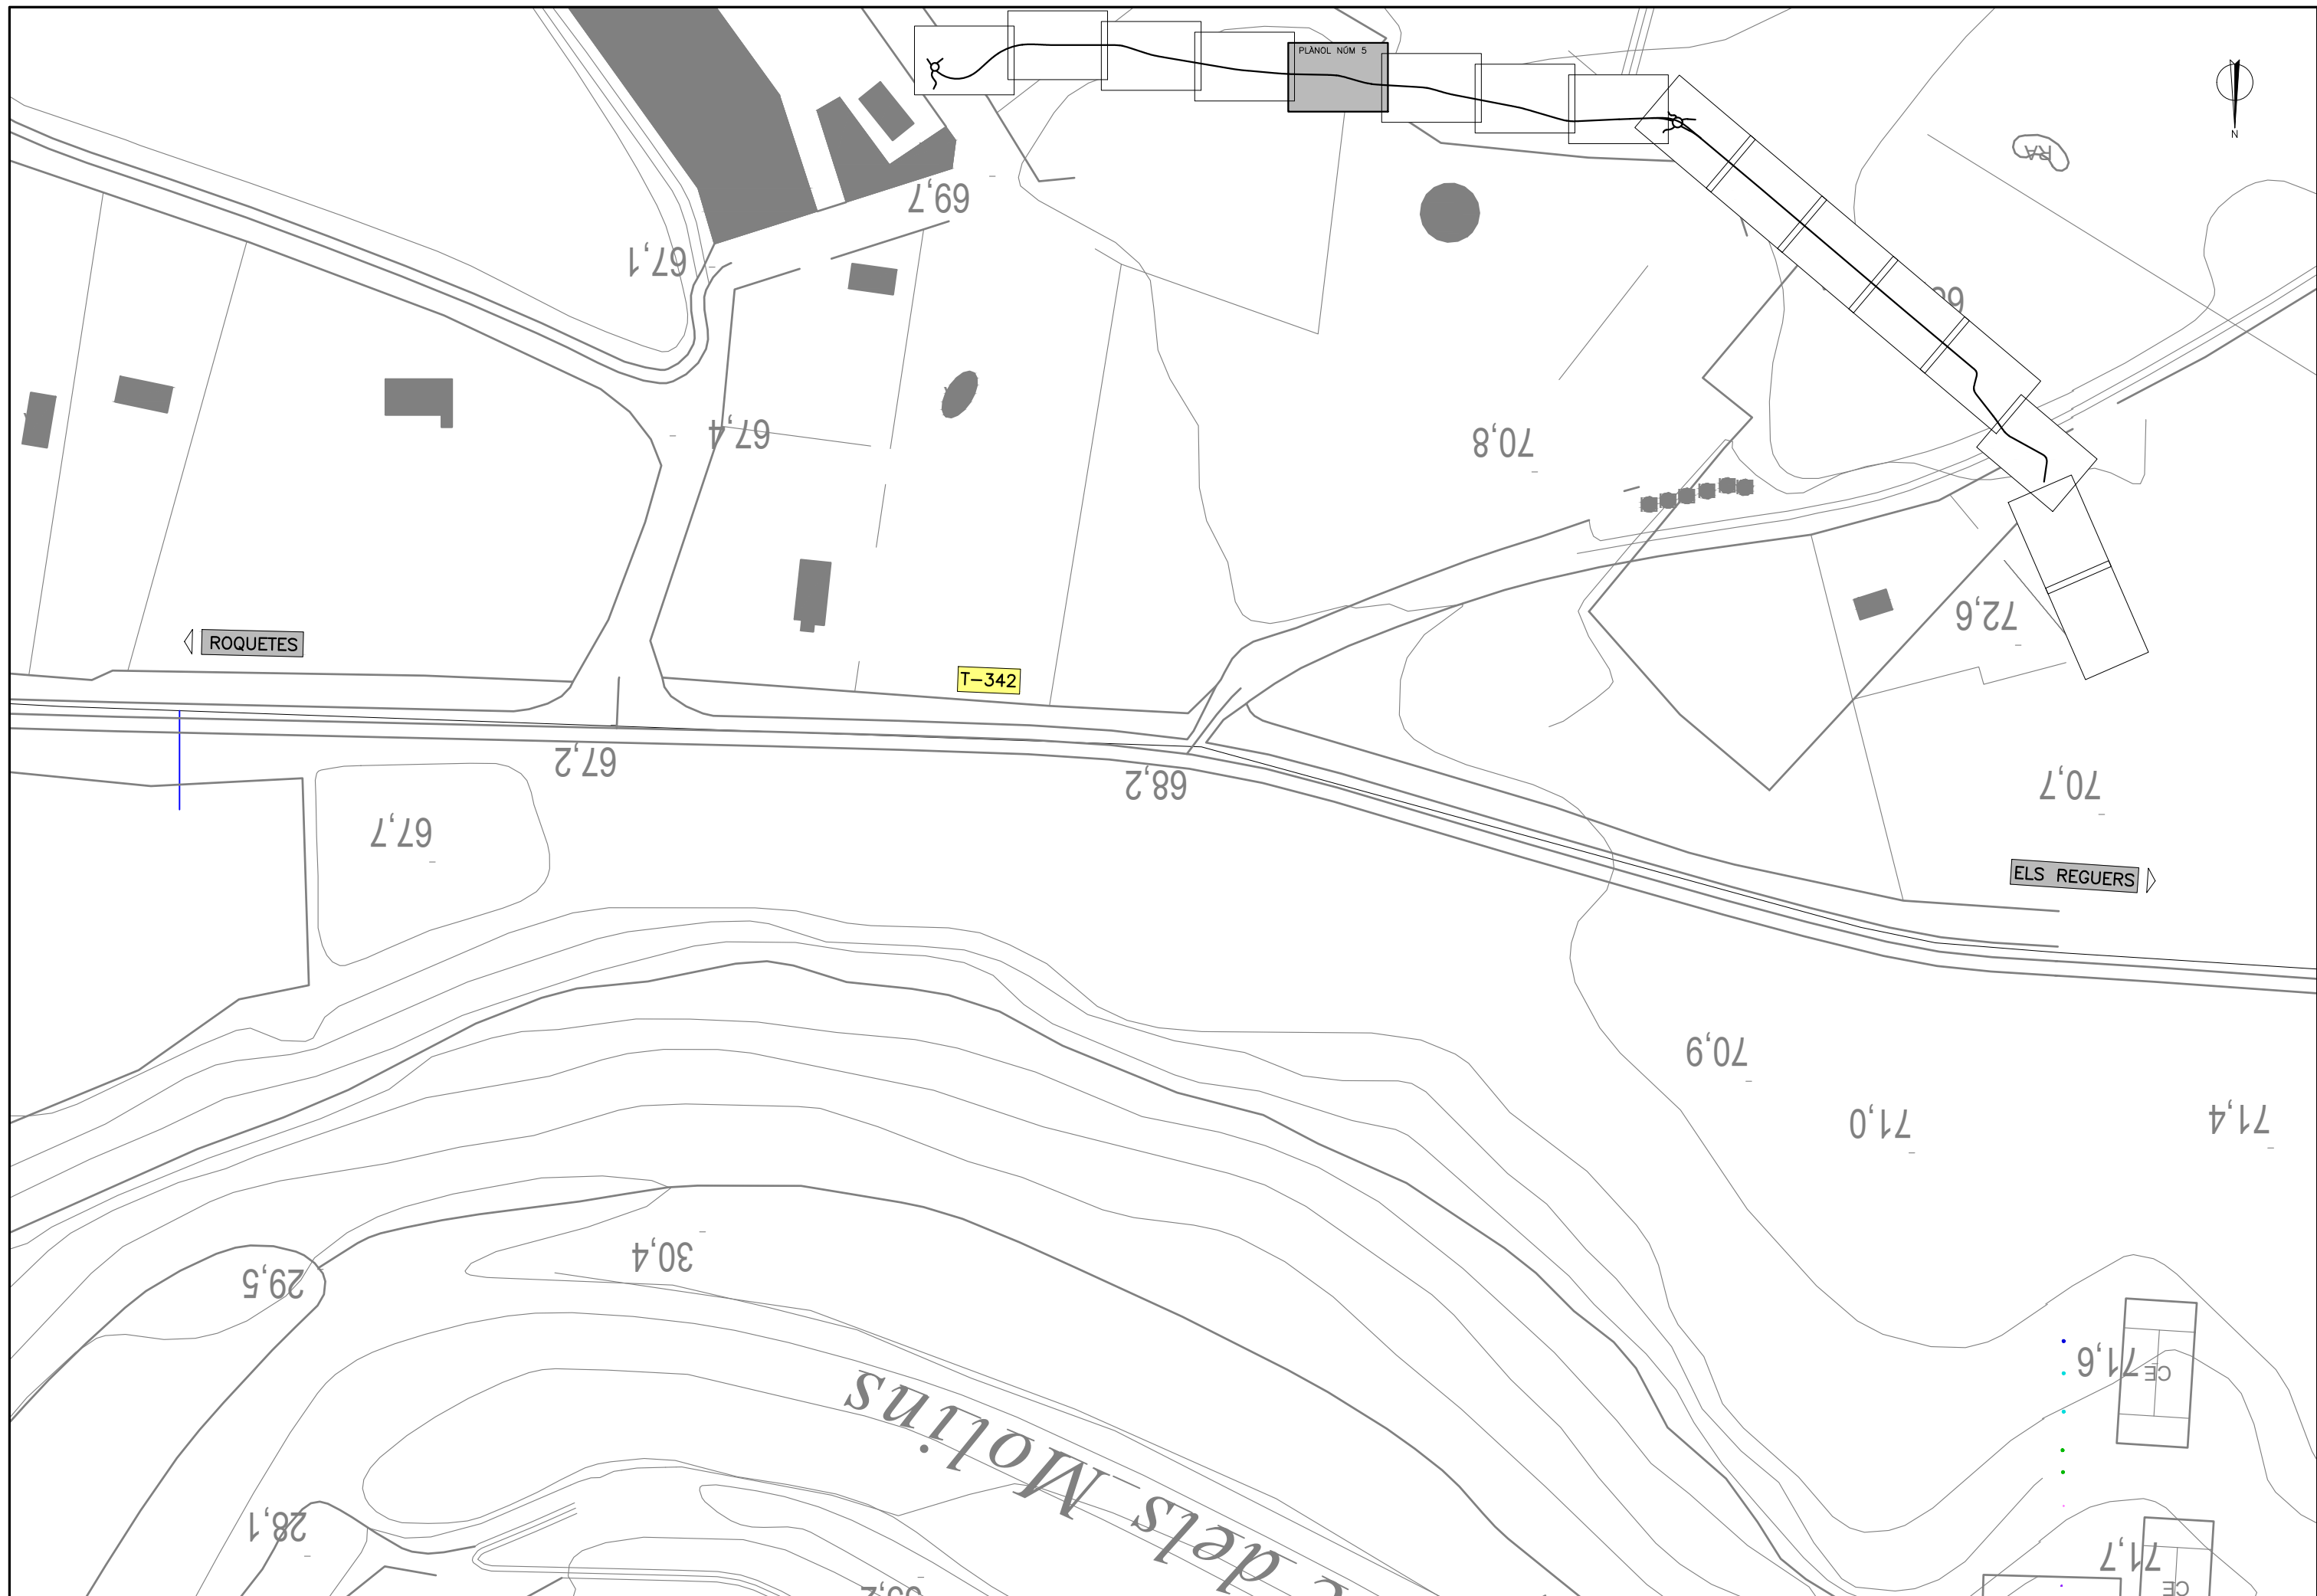 PLÀNOL NÚM 5
N
RA
69,7
67,1
67,4
70,8
72,6
ROQUETES
T-342
67,2
68,2
70,7
67,7
ELS REGUERS
70,9
71,0
71,4
30,4
29,5
71,6
CE
dels Molins
28,1
71,7
CE